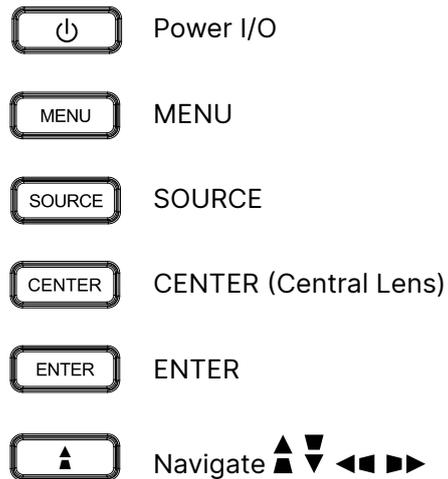 Power I/O
MENU MENU
SOURCE SOURCE
CENTER CENTER (Central Lens)
ENTER ENTER
Navigate